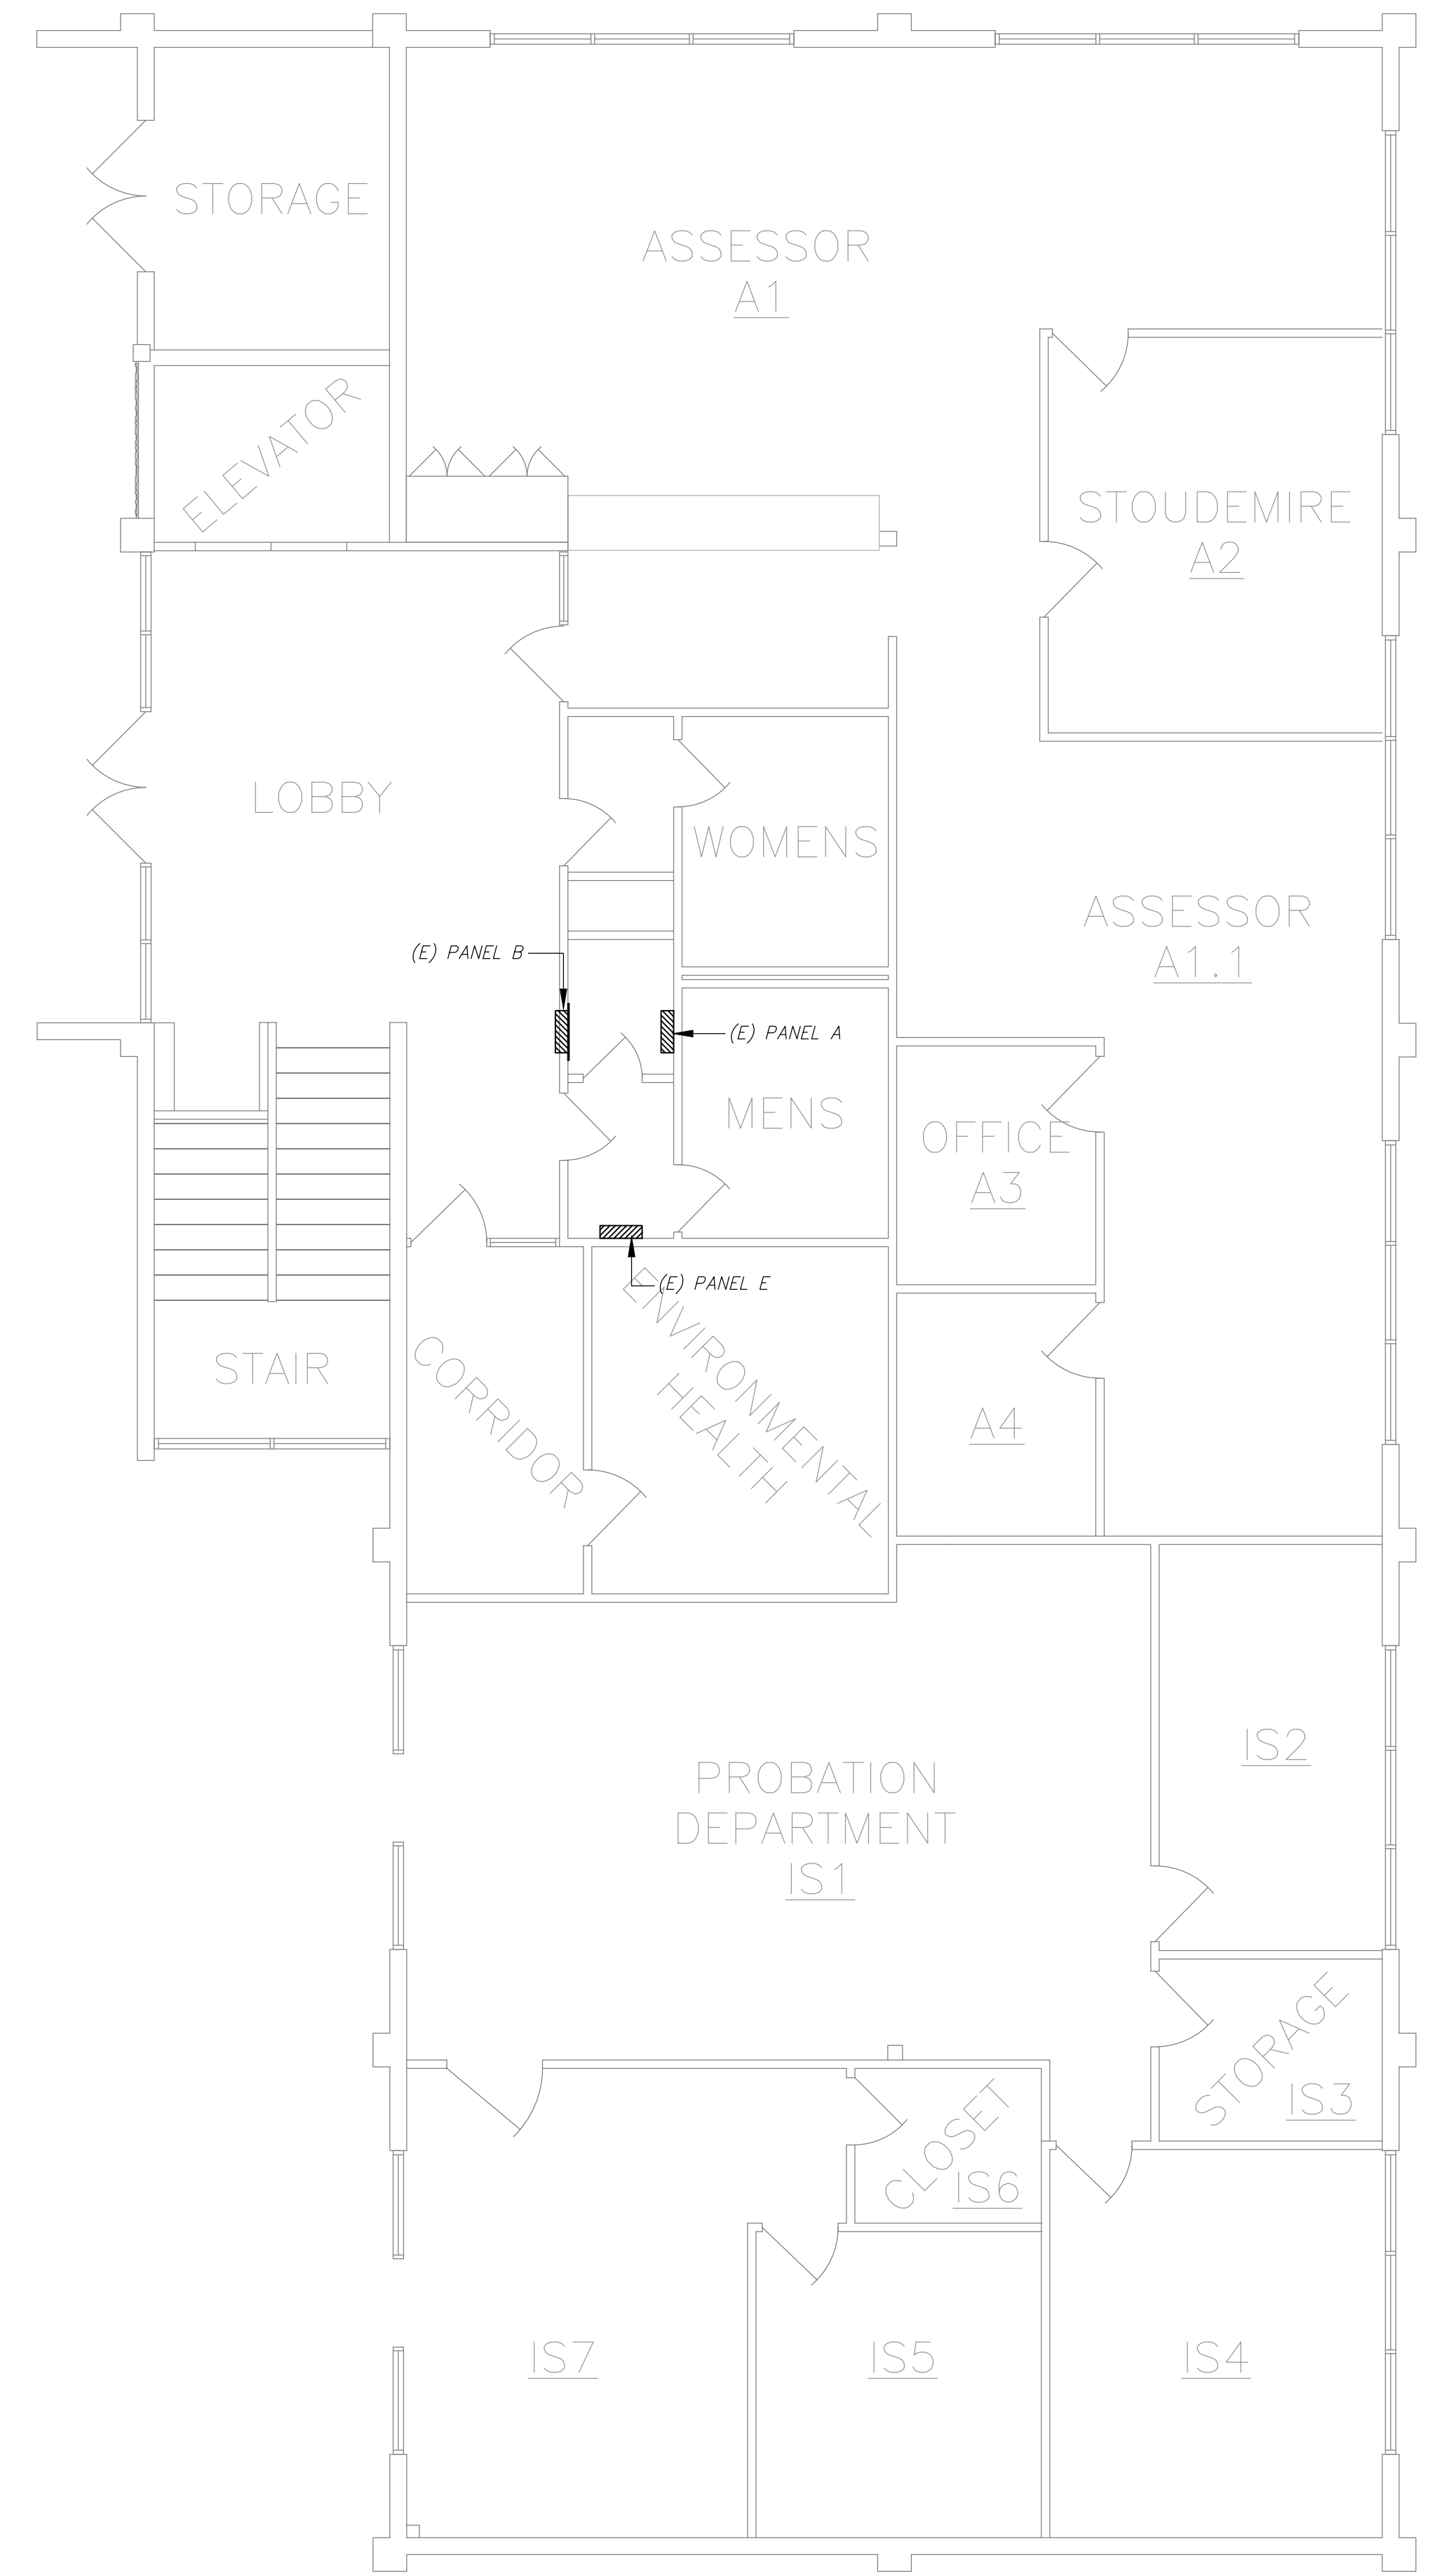 STORAGE
ASSESSOR
A1
ELEVATOR
STOUDEMIRE
A2
LOBBY
WOMENS
ASSESSOR
A1.1
(E) PANEL B
(E) PANEL A
MENS
OFFICE
A3
(E) PANEL E
STAIR
CORRIDOR
ENVIRONMENTAL
HEALTH
A4
IS2
PROBATION
DEPARTMENT
IS1
STORAGE
IS3
CLOSET
IS6
IS7
IS5
IS4